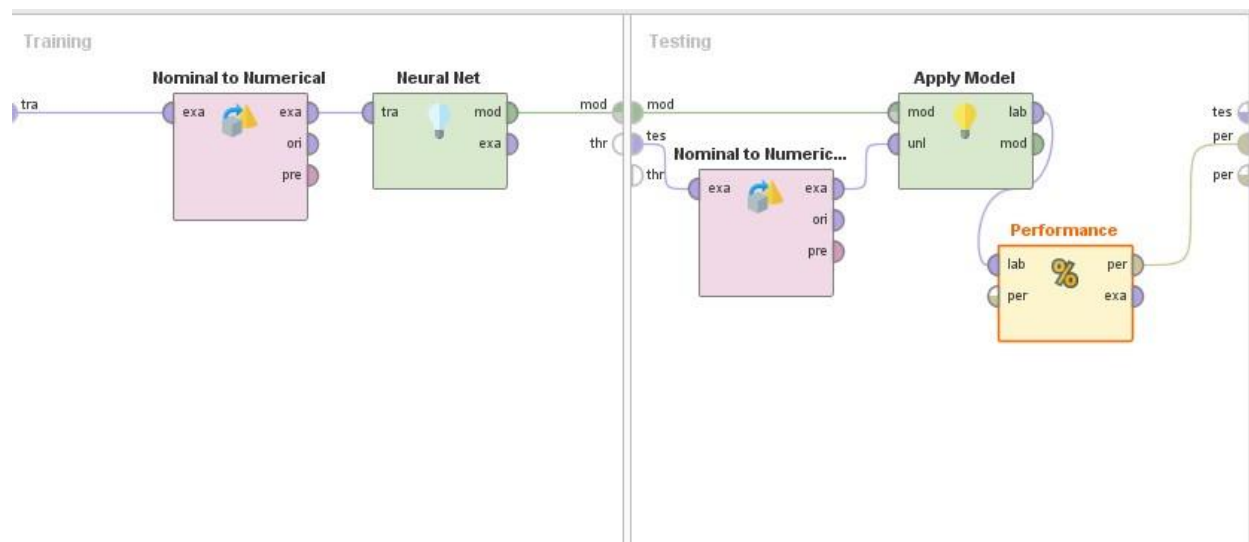 Training
tra
Nominal to Numerical
exa
exa
ori
pre
Neural Net
tra
mod
exa
mod
thr
Testing
mod
tes
thr
Nominal to Numeric...
exa
exa
ori
pre
Apply Model
mod
lab
unl
mod
Performance
lab
per
%
per
exa
tes
per
per